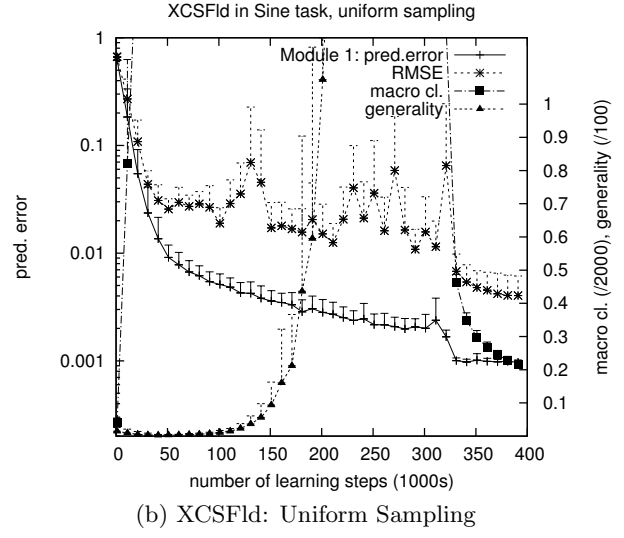 XCSFld in Sine task, uniform sampling
Module 1: pred.error
RMSE
macro cl.
generality
1
0.1
0.01
0.001
pred. error
1
0.9
0.8
0.7
0.6
0.5
0.4
0.3
0.2
0.1
macro cl. (/2000), generality (/100)
0 50 100 150 200 250 300 350 400
number of learning steps (1000s)
(b) XCSFld: Uniform Sampling